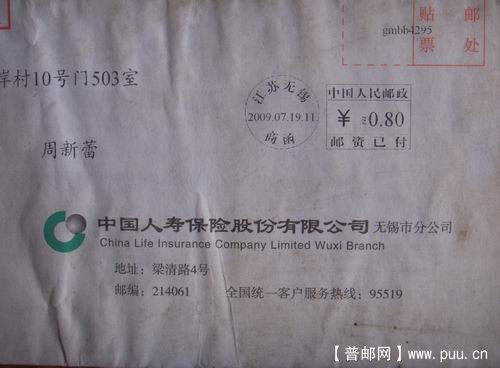 贴 邮
票 处
gmbb4295
岸村10号门503室
江苏无锡
2009.07.19.11
中国人民邮政
¥ 0.80
邮资已付
周新蕾
中国人寿保险股份有限公司 无锡市分公司
China Life Insurance Company Limited Wuxi Branch
地址: 梁清路4号
邮编: 214061 全国统一客户服务热线: 95519
【普邮网】www.puu.cn